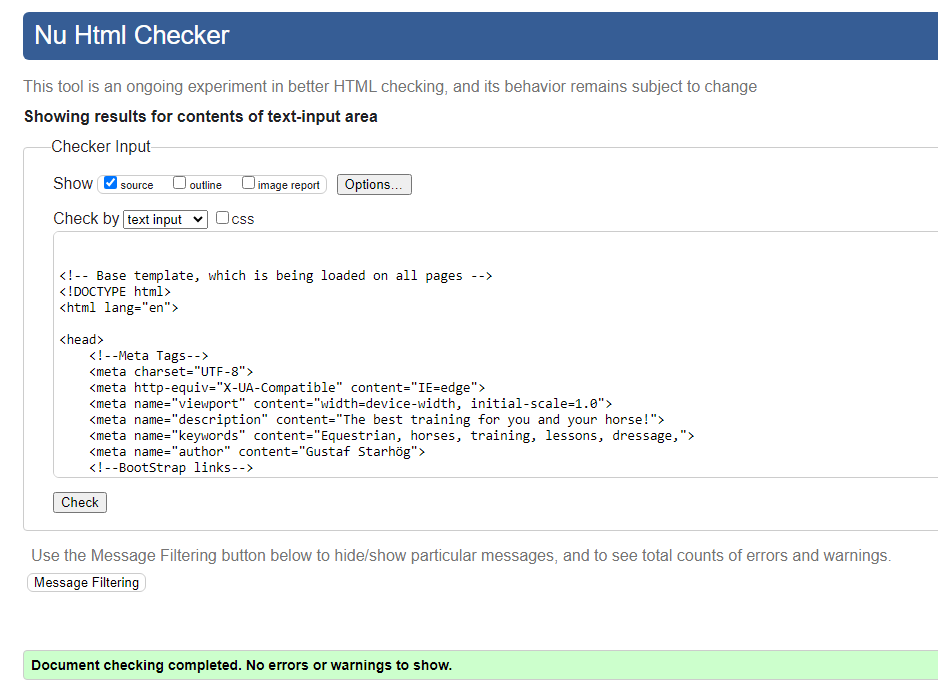 Nu Html Checker
This tool is an ongoing experiment in better HTML checking, and its behavior remains subject to change
Showing results for contents of text-input area
Checker Input
Show source outline image report Options...
Check by text input css
<!-- Base template, which is being loaded on all pages -->
<!DOCTYPE html>
<html lang="en">
<head>
<!--Meta Tags-->
<meta charset="UTF-8">
<meta http-equiv="X-UA-Compatible" content="IE=edge">
<meta name="viewport" content="width=device-width, initial-scale=1.0">
<meta name="description" content="The best training for you and your horse!">
<meta name="keywords" content="Equestrian, horses, training, lessons, dressage,">
<meta name="author" content="Gustaf Starhög">
<!--BootStrap links-->
Check
Use the Message Filtering button below to hide/show particular messages, and to see total counts of errors and warnings.
Message Filtering
Document checking completed. No errors or warnings to show.